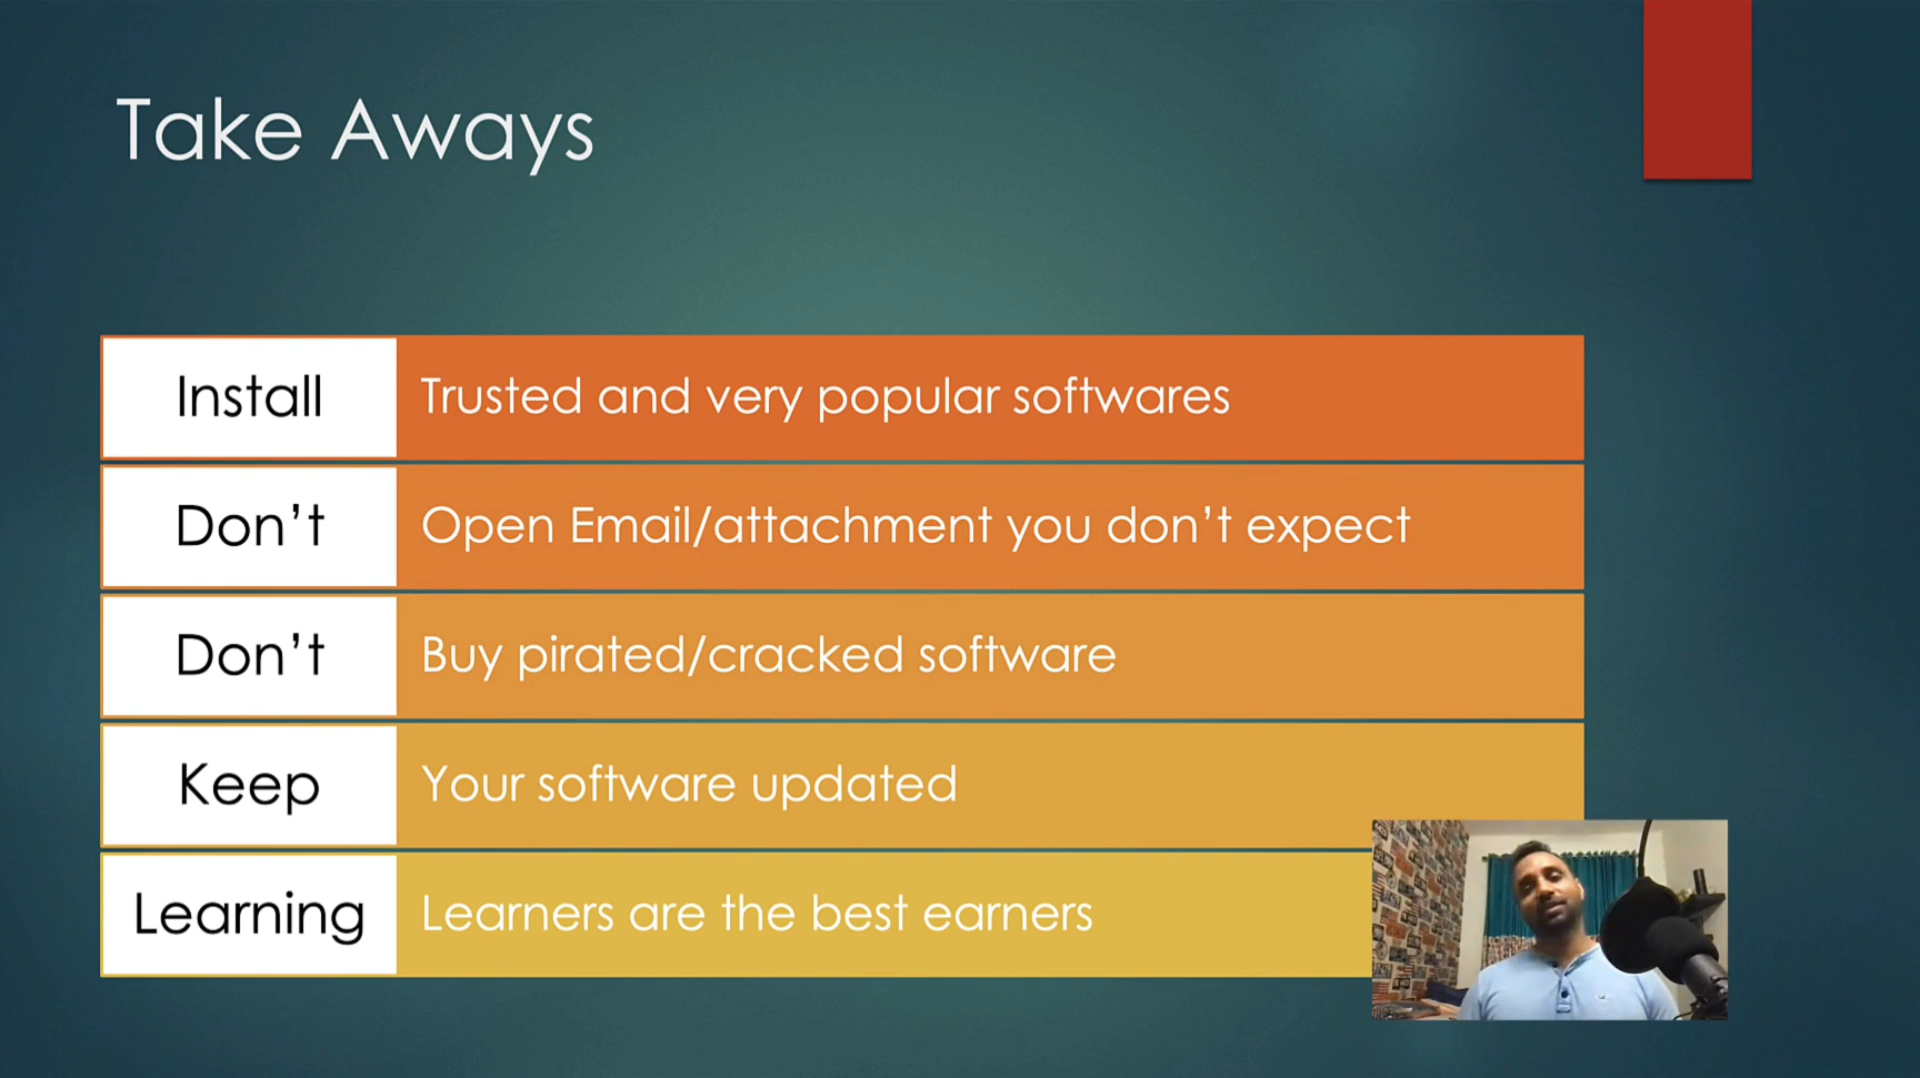 Take Aways
Install Trusted and very popular softwares
Don't Open Email/attachment you don't expect
Don't Buy pirated/cracked software
Keep Your software updated
Learning Learners are the best earners